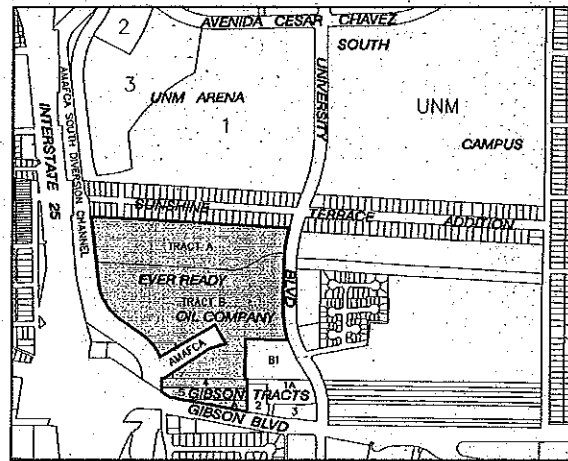 AVENIDA CESAR CHAVEZ
2
SOUTH
3
UNM ARENA
1
UNIVERSITY
UNM
CAMPUS
AMAFCA SOUTH DIVERSION CHANNEL
INTERSTATE 25
SUNSHINE TERRACE ADDITION
TRACT A
BLVD
EVER READY
TRACT B
OIL COMPANY
AMAFCA
B1
4
1A
5 GIBSON TRACTS
2
3
GIBSON BLVD